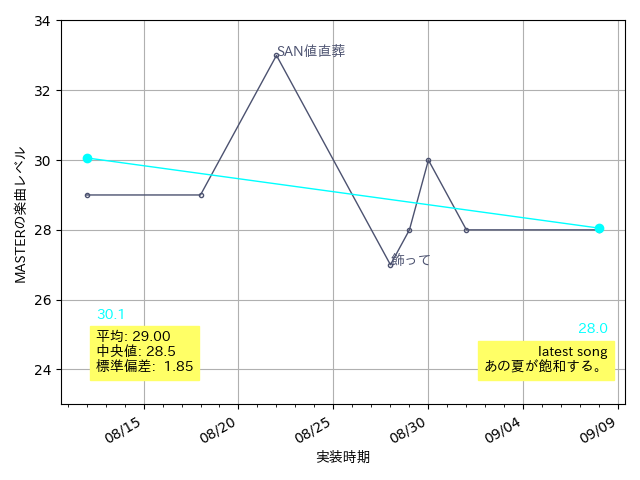 34
32
30
28
26
24
MASTERの楽曲レベル
SAN値直葬
飾って
30.1
平均: 29.00
中央値: 28.5
標準偏差: 1.85
28.0
latest song
あの夏が飽和する。
08/15
08/20
08/25
08/30
09/04
09/09
実装時期